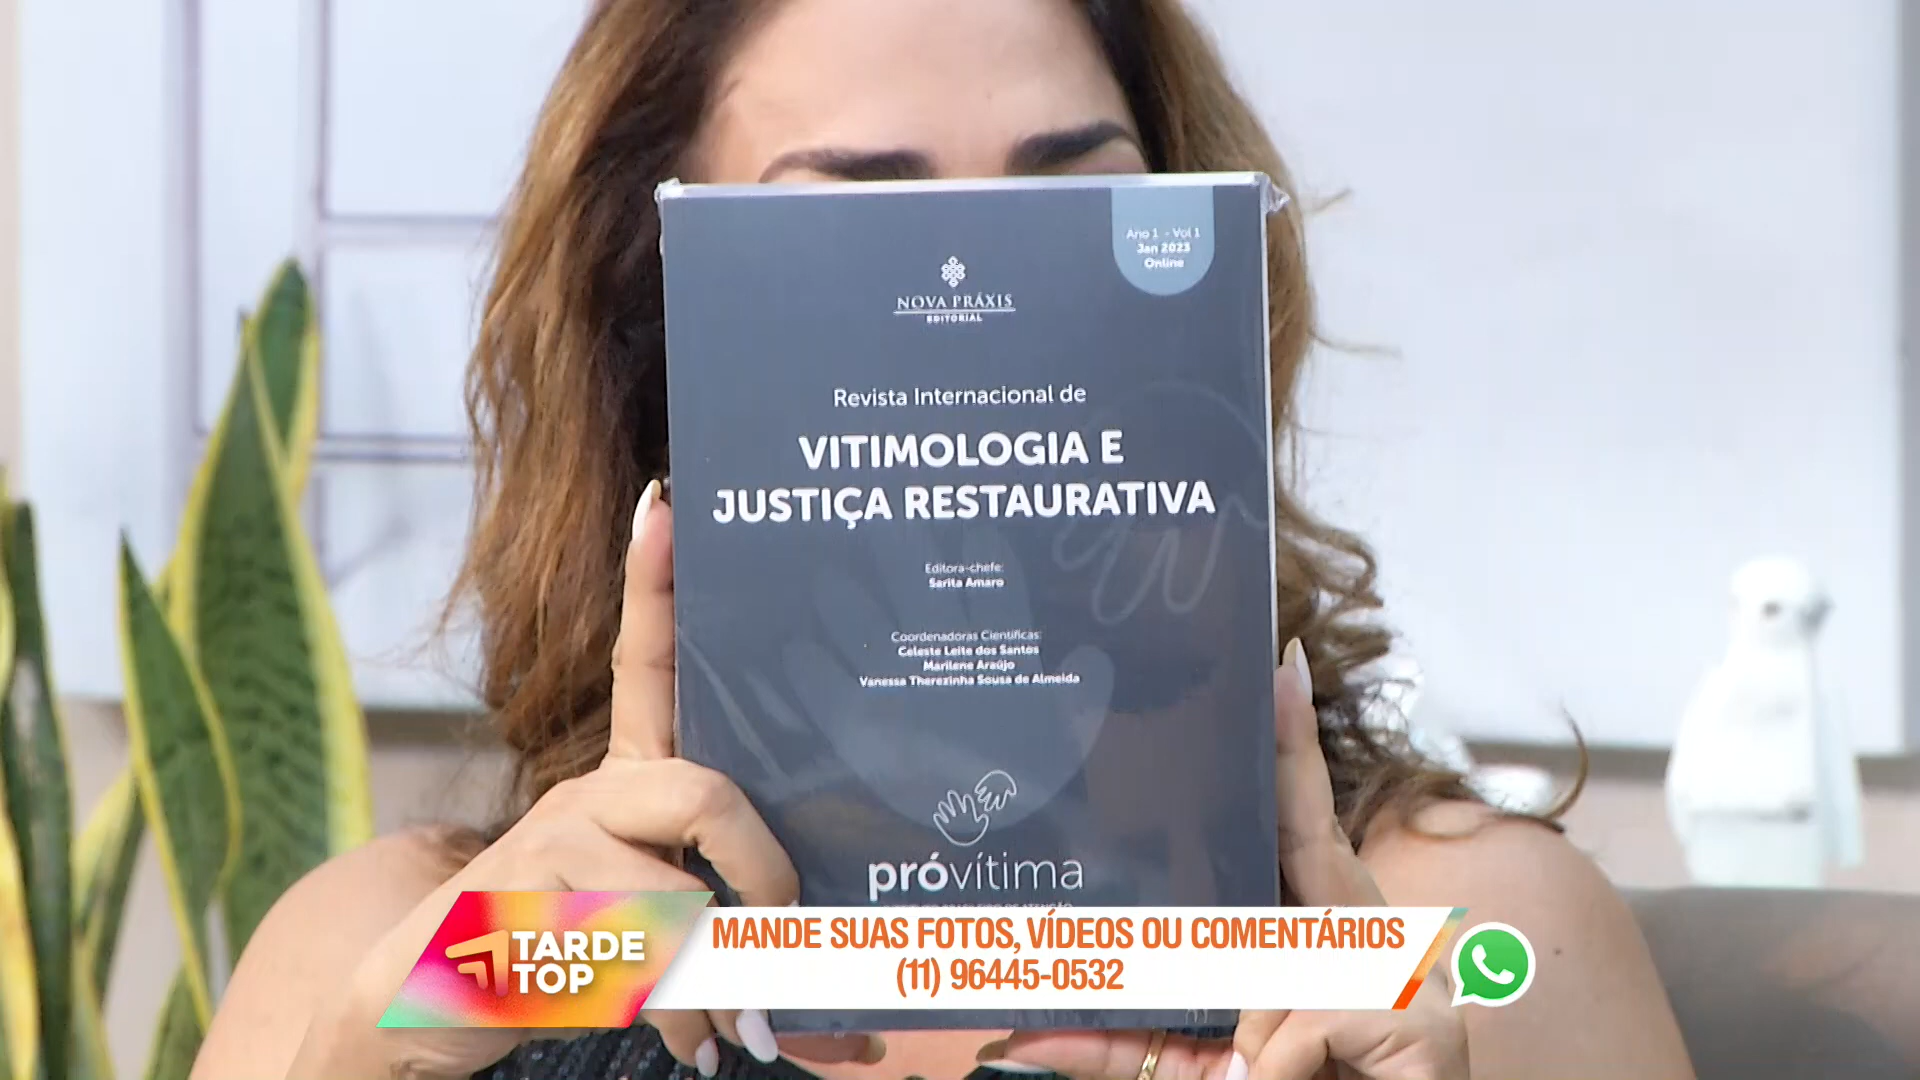 Ano 1 - Vol 1
Jan 2023
Online
NOVA PRÁXIS
EDITORIAL
Revista Internacional de
VITIMOLOGIA E
JUSTIÇA RESTAURATIVA
Editora-chefe:
Sarita Amaro
Coordenadoras Científicas:
Celeste Leite dos Santos
Marilene Araújo
Vanessa Therezinha Sousa de Almeida
próvítima
TARDE
TOP
MANDE SUAS FOTOS, VÍDEOS OU COMENTÁRIOS
(11) 96445-0532